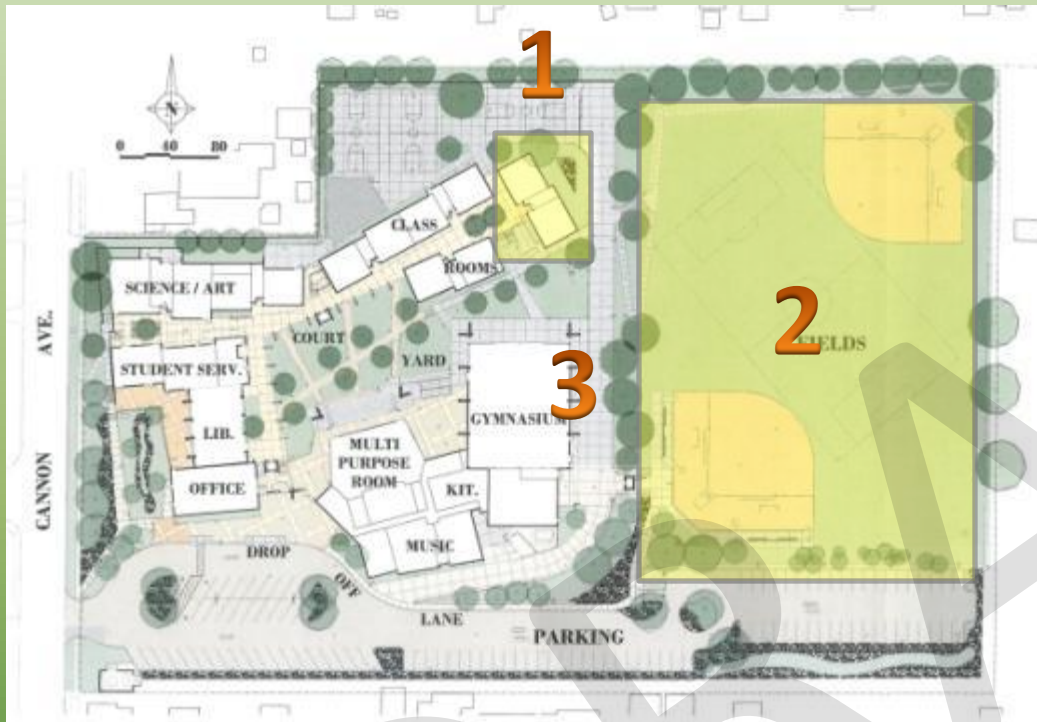 1
N
0 40 80
CLASS
ROOMS
SCIENCE / ART
CANNON AVE.
COURT
YARD
2
FIELDS
STUDENT SERV.
3
GYMNASIUM
LIB.
MULTI
PURPOSE
ROOM
OFFICE
KIT.
MUSIC
DROP
OFF
LANE
PARKING